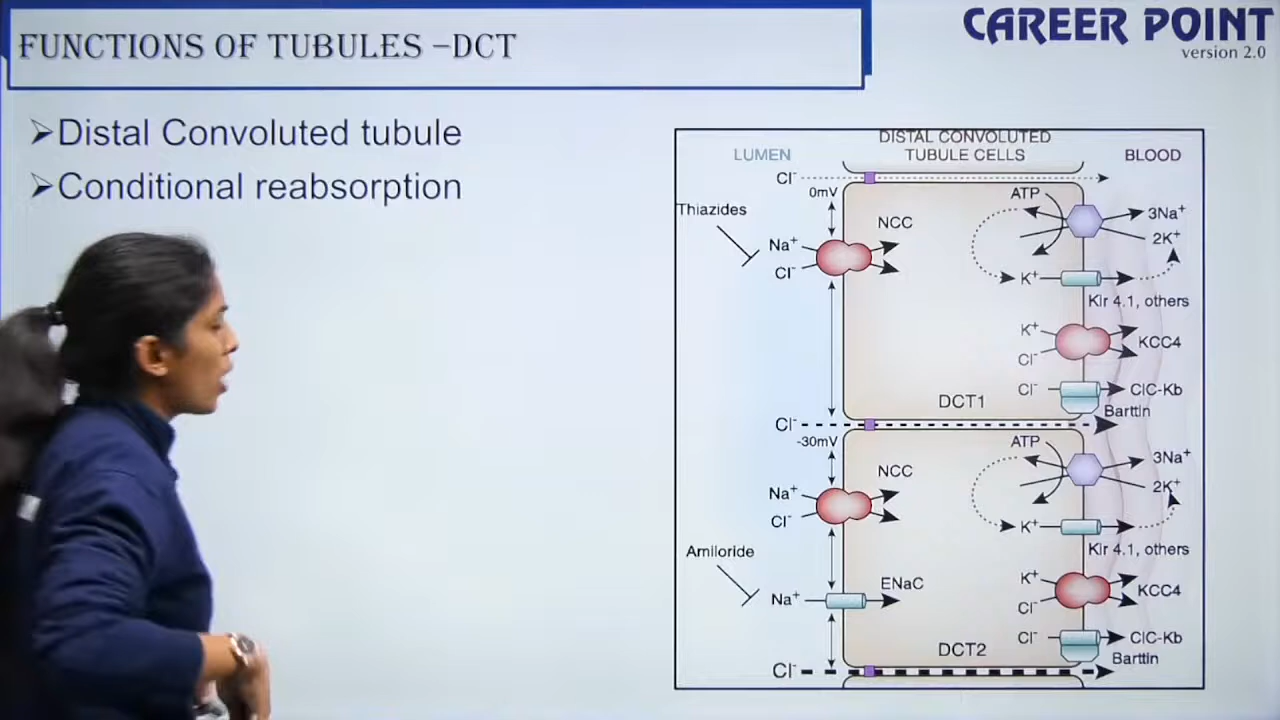 FUNCTIONS OF TUBULES –DCT
CAREER POINT
version 2.0
➢Distal Convoluted tubule
➢Conditional reabsorption
DISTAL CONVOLUTED
LUMEN TUBULE CELLS BLOOD
Cl⁻
0mV ATP
Thiazides NCC 3Na⁺
Na⁺ 2K⁺
Cl⁻ K⁺
Kir 4.1, others
K⁺
KCC4
Cl⁻
Cl⁻ ClC-Kb
DCT1 Barttin
Cl⁻
-30mV ATP
NCC 3Na⁺
Na⁺ 2K⁺
Cl⁻ K⁺
Amiloride Kir 4.1, others
ENaC K⁺
Na⁺ KCC4
Cl⁻
Cl⁻ ClC-Kb
DCT2 Barttin
Cl⁻